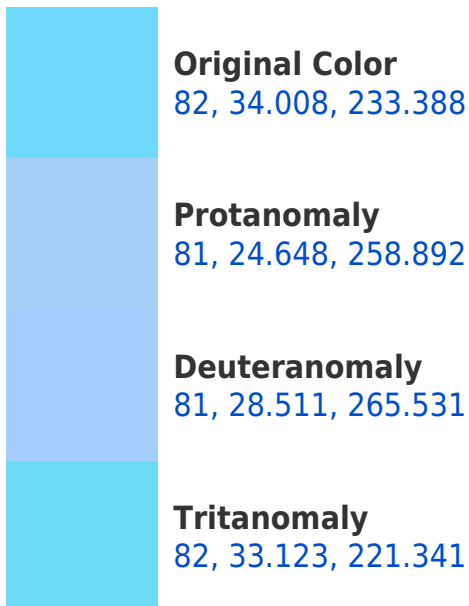 Original Color
82, 34.008, 233.388
Protanomaly
81, 24.648, 258.892
Deuteranomaly
81, 28.511, 265.531
Tritanomaly
82, 33.123, 221.341